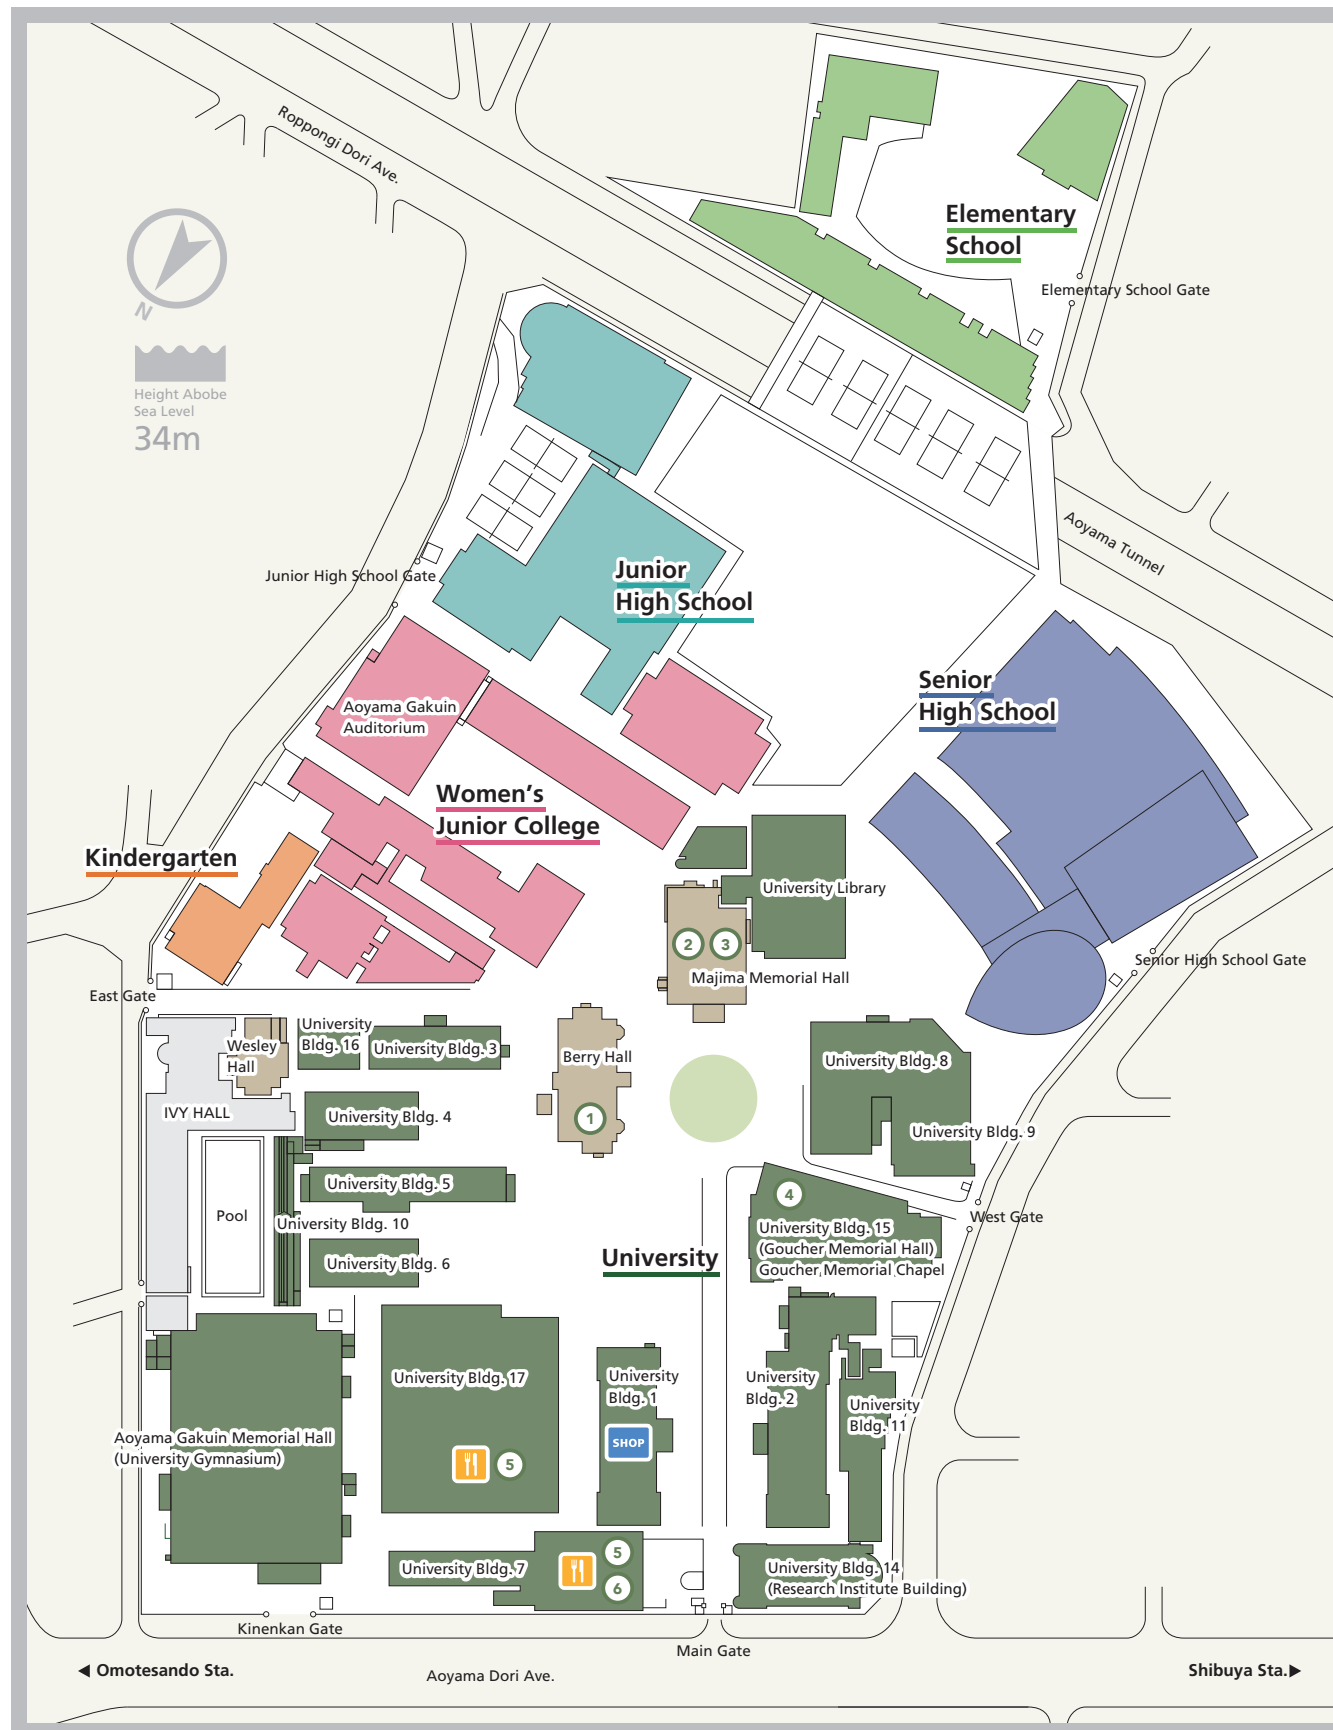 Roppongi Dori Ave.
Elementary
School
Elementary School Gate
N
Height Abobe
Sea Level
34m
Aoyama Tunnel
Junior High School Gate
Junior
High School
Senior
High School
Aoyama Gakuin
Auditorium
Women's
Junior College
Kindergarten
University Library
2
3
Majima Memorial Hall
Senior High School Gate
East Gate
Wesley
Hall
University
Bldg. 16
University Bldg. 3
Berry Hall
1
University Bldg. 8
IVY HALL
University Bldg. 4
University Bldg. 9
University Bldg. 5
4
Pool
University Bldg. 10
West Gate
University Bldg. 15
(Goucher Memorial Hall)
Goucher Memorial Chapel
University
University Bldg. 6
University Bldg. 17
University
Bldg. 1
University
Bldg. 2
University
Bldg. 11
Aoyama Gakuin Memorial Hall
(University Gymnasium)
SHOP
5
5
6
University Bldg. 7
University Bldg. 14
(Research Institute Building)
Kinenkan Gate
Main Gate
◀ Omotesando Sta.
Aoyama Dori Ave.
Shibuya Sta.▶